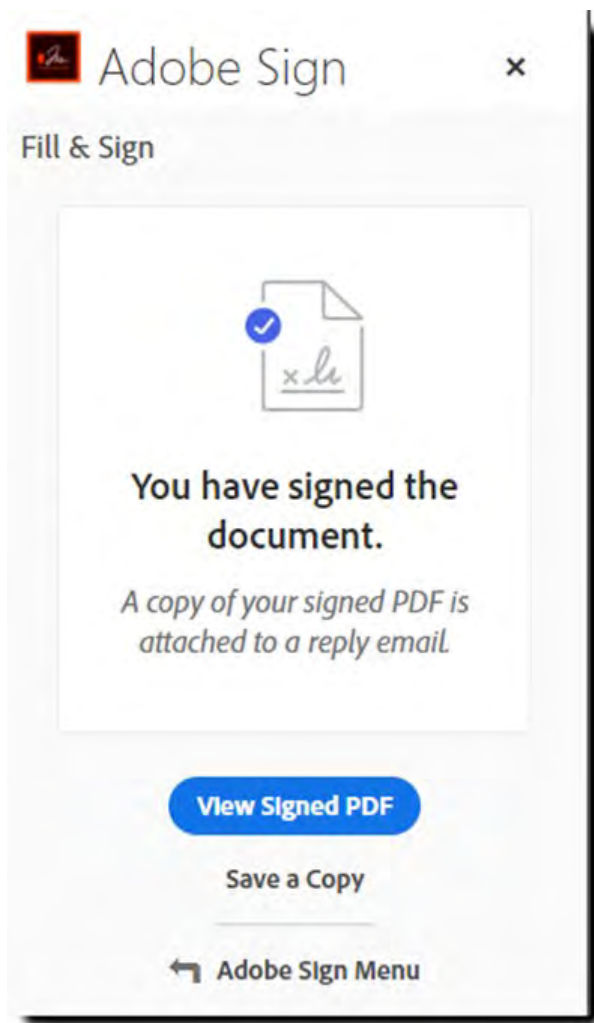 Adobe Sign ×
Fill & Sign
You have signed the
document.
A copy of your signed PDF is
attached to a reply email.
View Signed PDF
Save a Copy
Adobe Sign Menu